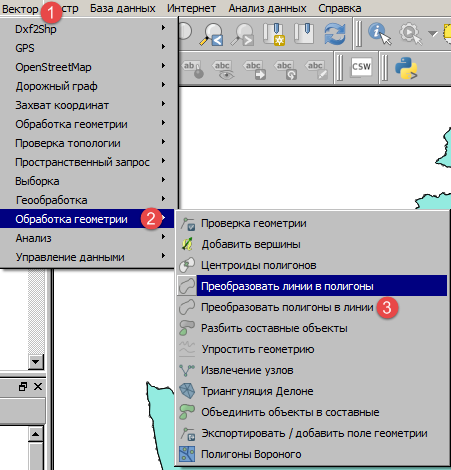 Вектор 1 стр База данных Интернет Анализ данных Справка
Dxf2Shp
GPS
OpenStreetMap
Дорожный граф
Захват координат
Обработка геометрии
Проверка топологии
Пространственный запрос
Выборка
Геообработка
Обработка геометрии 2
Анализ
Управление данными
abc abc abc abc abc CSW
Проверка геометрии
Добавить вершины
Центроиды полигонов
Преобразовать линии в полигоны
Преобразовать полигоны в линии 3
Разбить составные объекты
Упростить геометрию
Извлечение узлов
Триангуляция Делоне
Объединить объекты в составные
Экспортировать / добавить поле геометрии
Полигоны Вороного